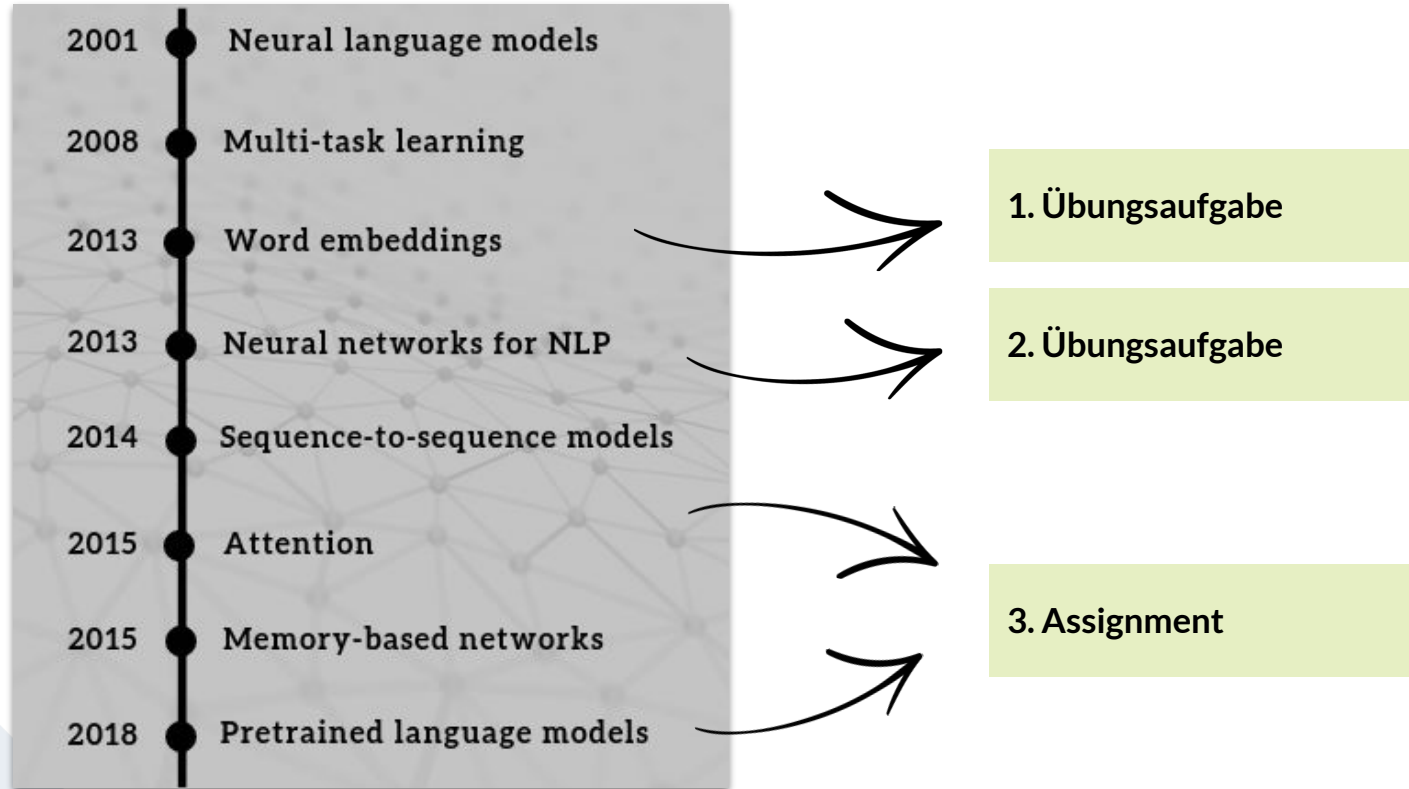 2001 Neural language models
2008 Multi-task learning
2013 Word embeddings
2013 Neural networks for NLP
2014 Sequence-to-sequence models
2015 Attention
2015 Memory-based networks
2018 Pretrained language models
1. Übungsaufgabe
2. Übungsaufgabe
3. Assignment